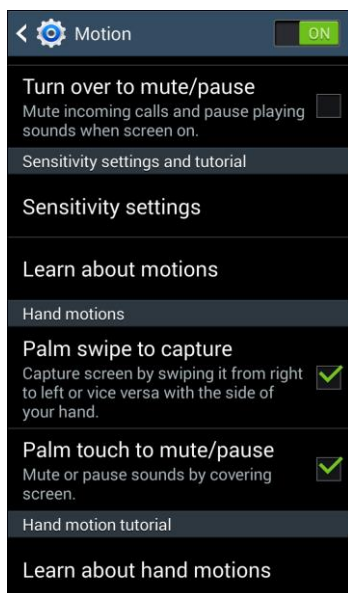 Motion
ON
Turn over to mute/pause
Mute incoming calls and pause playing
sounds when screen on.
Sensitivity settings and tutorial
Sensitivity settings
Learn about motions
Hand motions
Palm swipe to capture
Capture screen by swiping it from right
to left or vice versa with the side of
your hand.
Palm touch to mute/pause
Mute or pause sounds by covering
screen.
Hand motion tutorial
Learn about hand motions